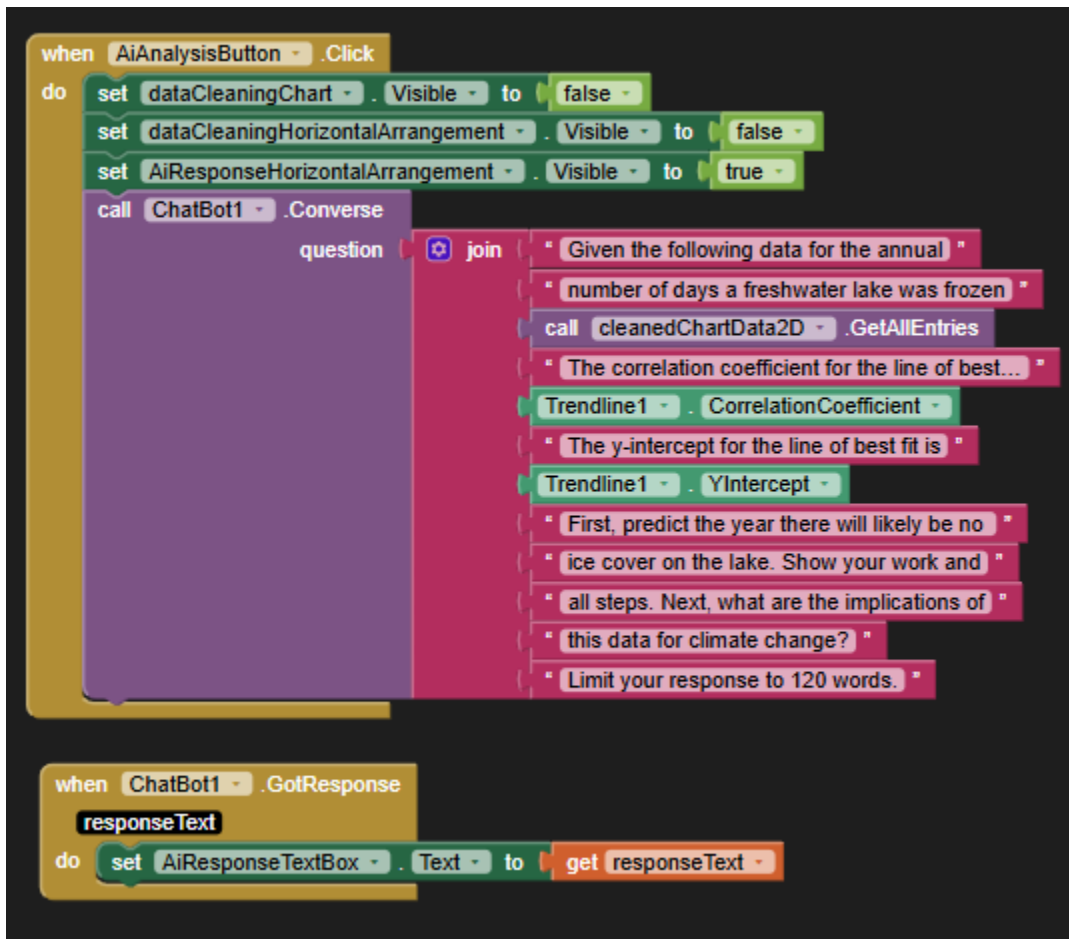 when AiAnalysisButton .Click
do set dataCleaningChart . Visible to false
set dataCleaningHorizontalArrangement . Visible to false
set AiResponseHorizontalArrangement . Visible to true
call ChatBot1 .Converse
question join " Given the following data for the annual "
" number of days a freshwater lake was frozen "
call cleanedChartData2D .GetAllEntries
" The correlation coefficient for the line of best... "
Trendline1 . CorrelationCoefficient
" The y-intercept for the line of best fit is "
Trendline1 . YIntercept
" First, predict the year there will likely be no "
" ice cover on the lake. Show your work and "
" all steps. Next, what are the implications of "
" this data for climate change? "
" Limit your response to 120 words. "
when ChatBot1 .GotResponse
responseText
do set AiResponseTextBox . Text to get responseText